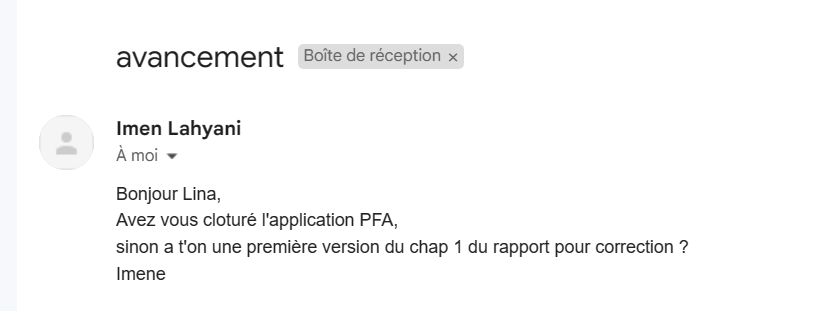 avancement Boîte de réception ×
Imen Lahyani
À moi
Bonjour Lina,
Avez vous cloturé l'application PFA,
sinon a t'on une première version du chap 1 du rapport pour correction ?
Imene